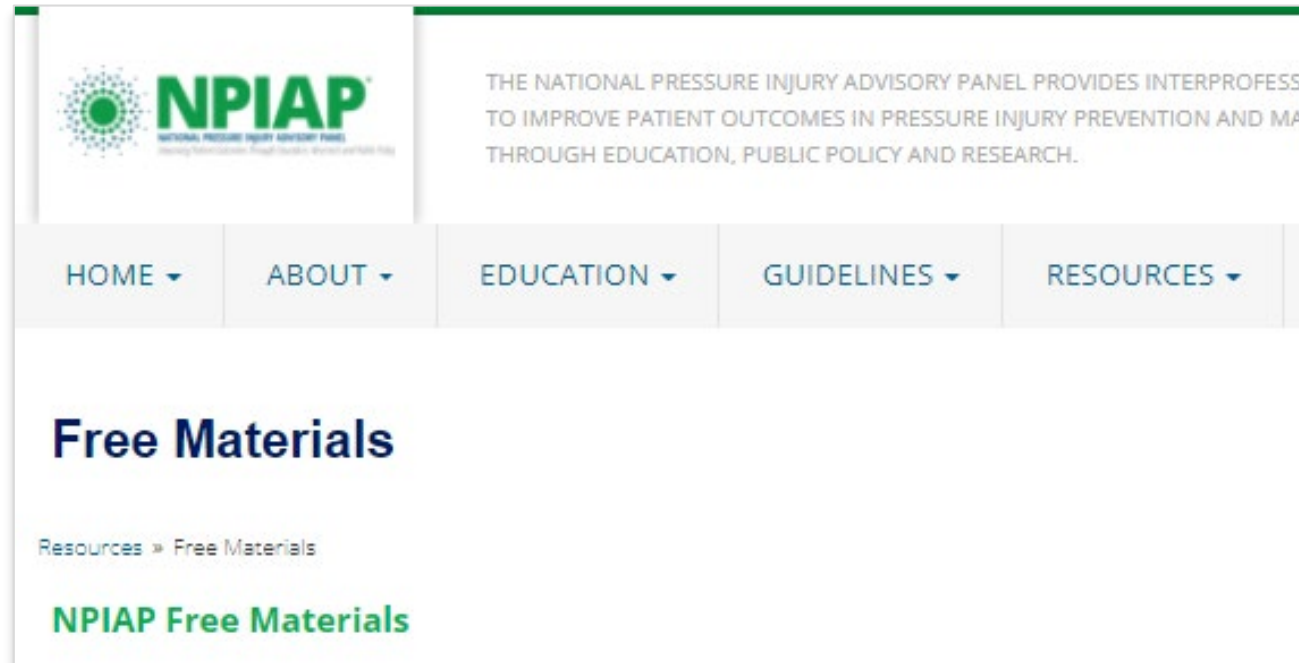 NPIAP
NATIONAL PRESSURE INJURY ADVISORY PANEL
THE NATIONAL PRESSURE INJURY ADVISORY PANEL PROVIDES INTERPROFESS
TO IMPROVE PATIENT OUTCOMES IN PRESSURE INJURY PREVENTION AND MA
THROUGH EDUCATION, PUBLIC POLICY AND RESEARCH.
HOME ABOUT EDUCATION GUIDELINES RESOURCES
Free Materials
Resources » Free Materials
NPIAP Free Materials